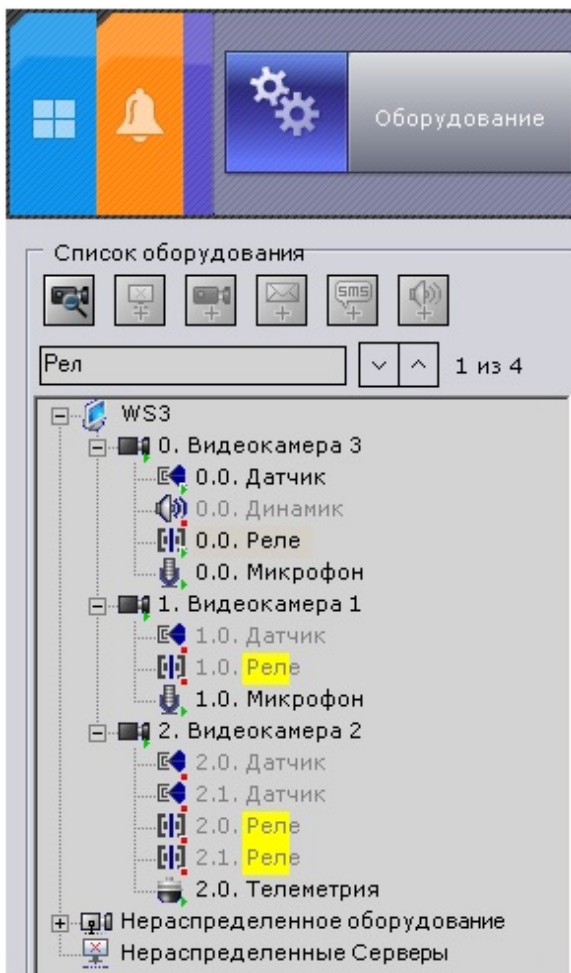 Оборудование
Список оборудования
sms
Рел
1 из 4
WS3
0. Видеокамера 3
0.0. Датчик
0.0. Динамик
0.0. Реле
0.0. Микрофон
1. Видеокамера 1
1.0. Датчик
1.0. Реле
1.0. Микрофон
2. Видеокамера 2
2.0. Датчик
2.1. Датчик
2.0. Реле
2.1. Реле
2.0. Телеметрия
Нераспределенное оборудование
Нераспределенные Серверы